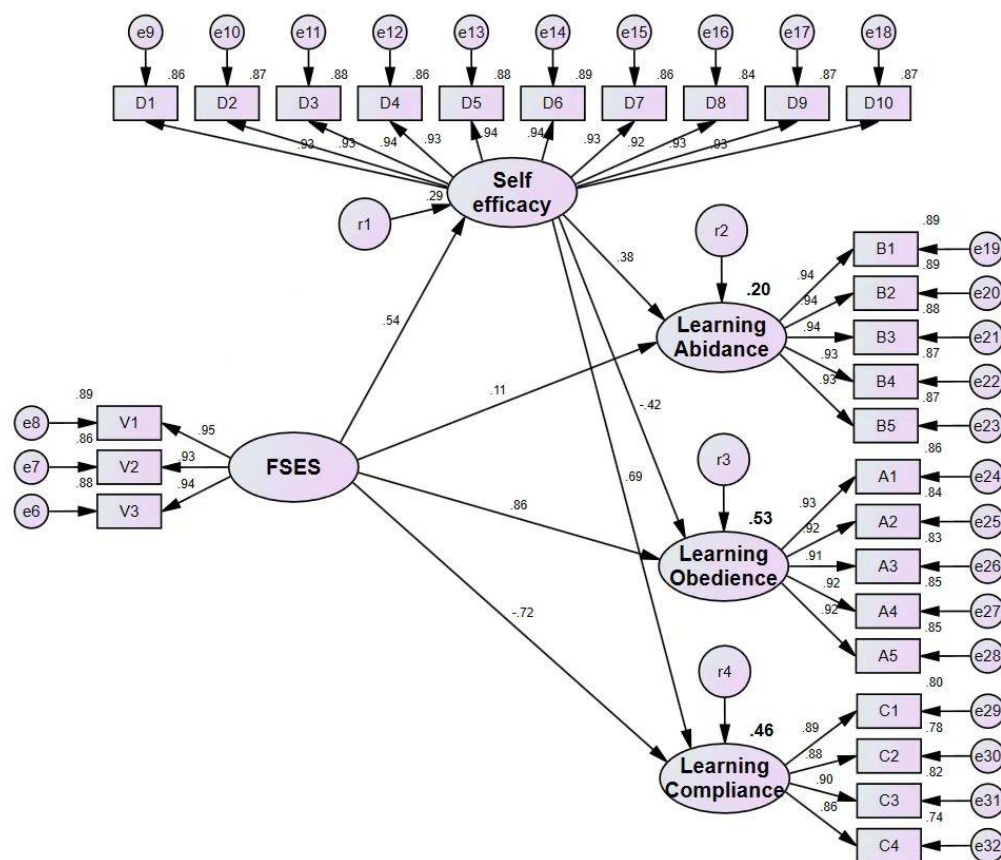 e9 e10 e11 e12 e13 e14 e15 e16 e17 e18
.86 .87 .88 .86 .88 .89 .86 .84 .87 .87
D1 D2 D3 D4 D5 D6 D7 D8 D9 D10
.93 .93 .94 .93 .94 .94 .93 .92 .93 .93
Self
efficacy
.29
r1
r2
.38
.54
.20
Learning
Abidance
.89
B1 e19
.94
.89
B2 e20
.94
.88
B3 e21
.94
.87
B4 e22
.93
.87
B5 e23
.93
.11
-.42
.69
.89
e8 V1
.95
.86
e7 V2
.93
.88
e6 V3
.94
FSES
.86
-.72
r3
.53
Learning
Obedience
.86
A1 e24
.93
.84
A2 e25
.92
.83
A3 e26
.91
.85
A4 e27
.92
.85
A5 e28
.92
r4
.46
Learning
Compliance
.80
C1 e29
.89
.78
C2 e30
.88
.82
C3 e31
.90
.74
C4 e32
.86